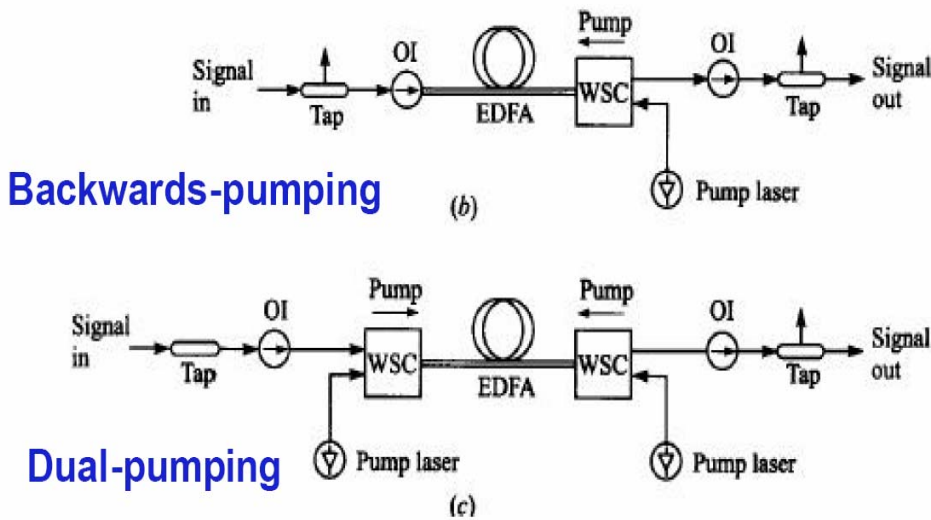 Pump
OI
OI
Signal
in
Signal
out
WSC
Tap
EDFA
Tap
Backwards-pumping
Pump laser
(b)
Pump
Pump
OI
OI
Signal
in
Signal
out
WSC
WSC
Tap
EDFA
Tap
Dual-pumping
Pump laser
Pump laser
(c)